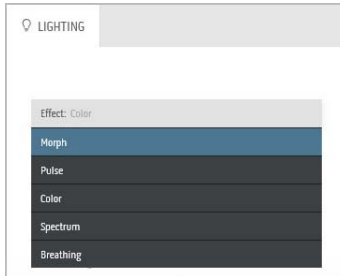 LIGHTING
Effect: Color
Morph
Pulse
Color
Spectrum
Breathing